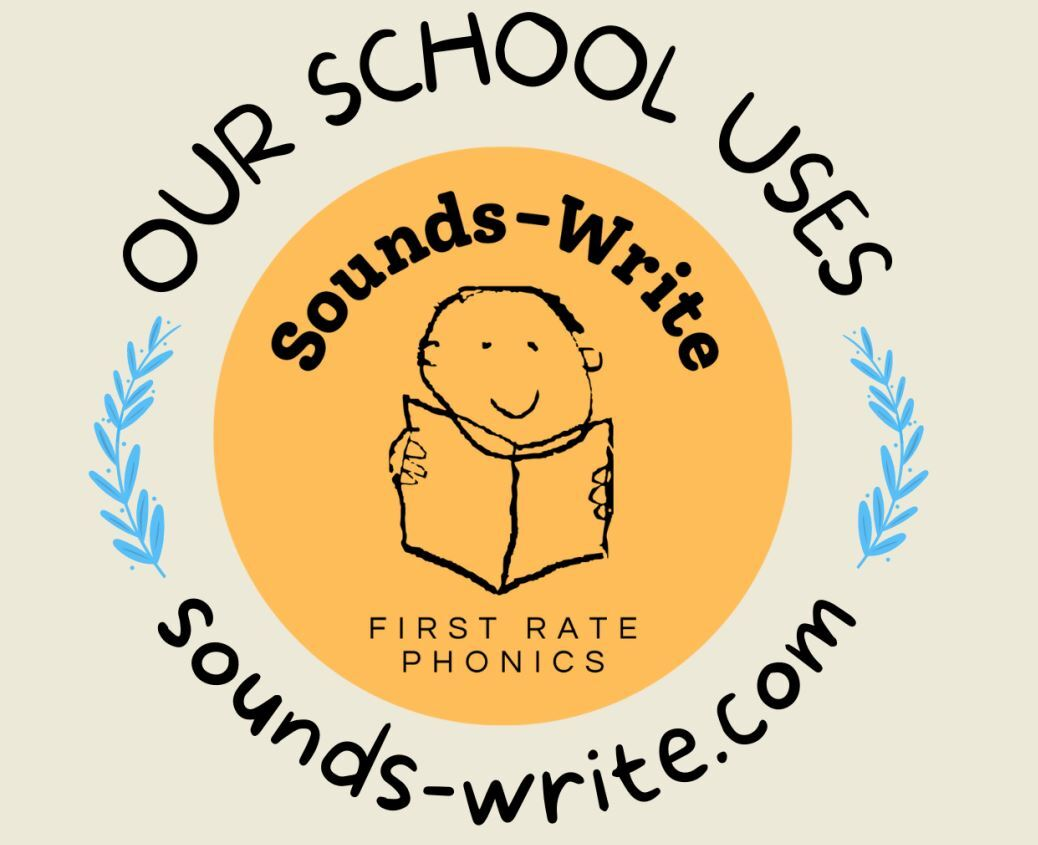 OUR SCHOOL USES
Sounds-Write
FIRST RATE
PHONICS
sounds-write.com